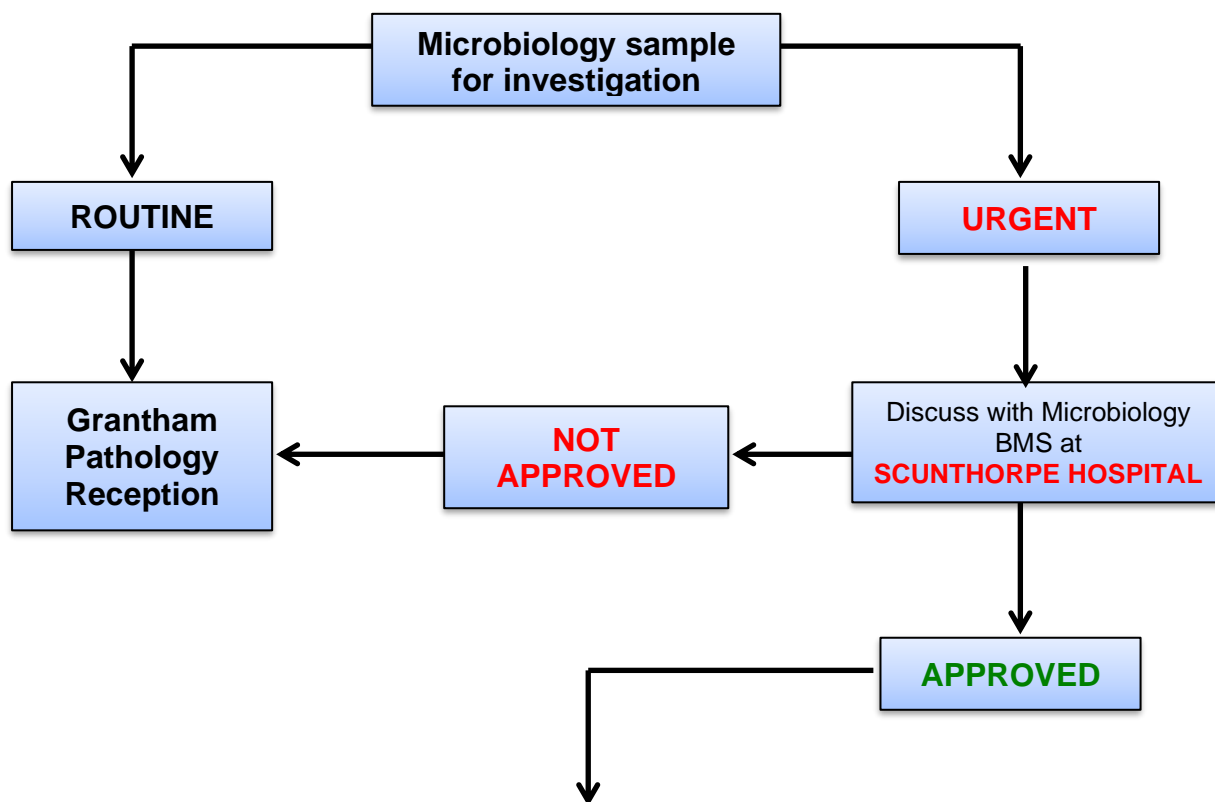 Microbiology sample
for investigation
ROUTINE
URGENT
Grantham
Pathology
Reception
NOT
APPROVED
Discuss with Microbiology
BMS at
SCUNTHORPE HOSPITAL
APPROVED